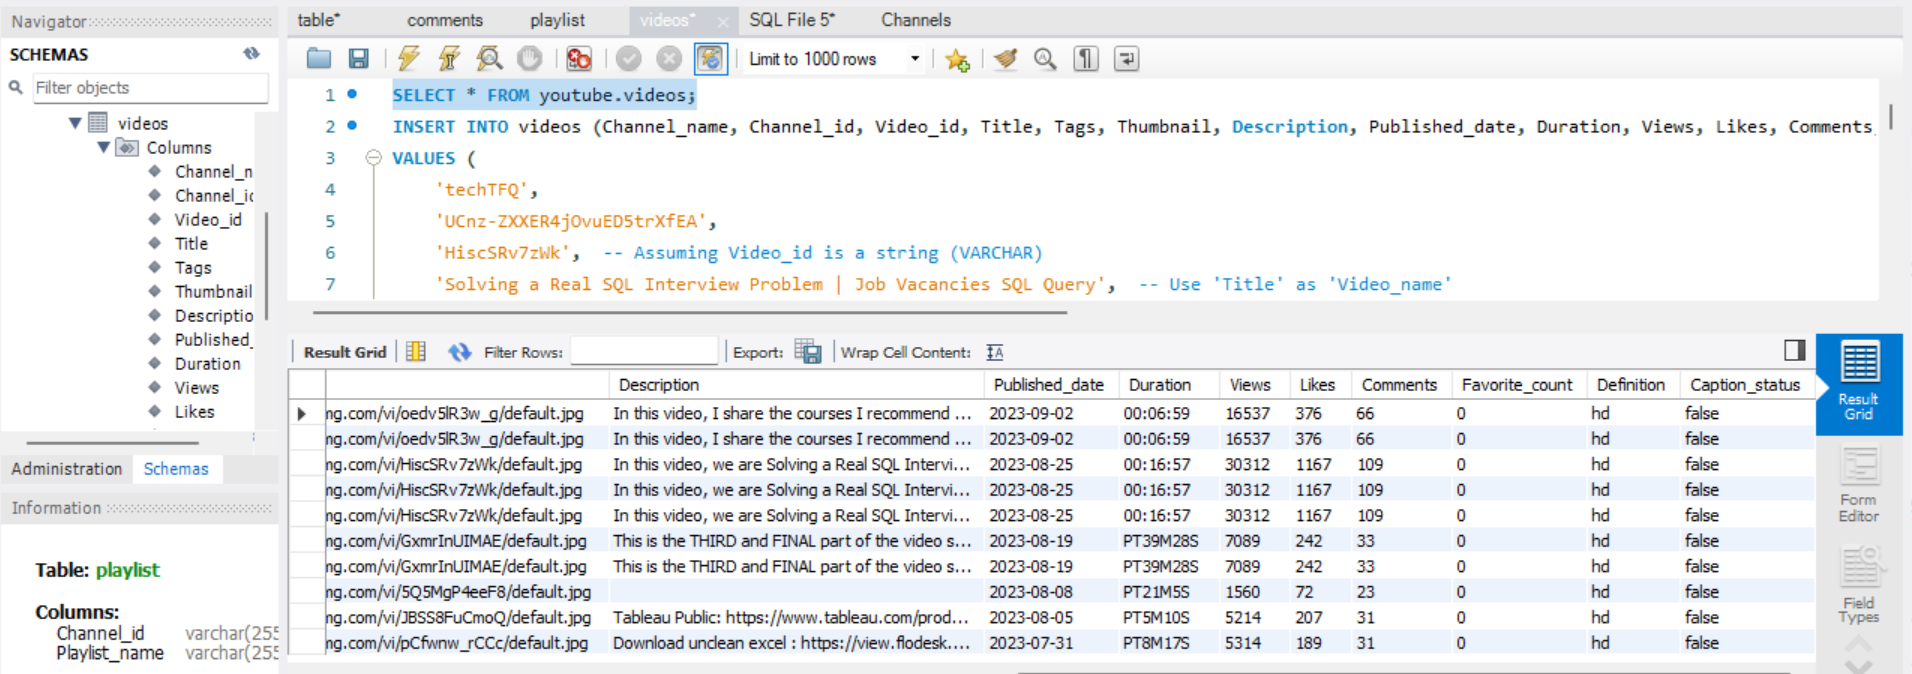 Navigator
SCHEMAS
Filter objects
videos
Columns
Channel_n
Channel_id
Video_id
Title
Tags
Thumbnail
Descriptio
Published_
Duration
Views
Likes
Administration Schemas
Information
Table: playlist
Columns:
Channel_id varchar(255
Playlist_name varchar(255
table* comments playlist videos* SQL File 5* Channels
Limit to 1000 rows
1 SELECT * FROM youtube.videos;
2 INSERT INTO videos (Channel_name, Channel_id, Video_id, Title, Tags, Thumbnail, Description, Published_date, Duration, Views, Likes, Comments,
3 VALUES (
4 'techTFQ',
5 'UCnz-ZXXER4jOvuED5trXfEA',
6 'HiscSRv7zWk', -- Assuming Video_id is a string (VARCHAR)
7 'Solving a Real SQL Interview Problem | Job Vacancies SQL Query', -- Use 'Title' as 'Video_name'
Result Grid Filter Rows: Export: Wrap Cell Content:
Description Published_date Duration Views Likes Comments Favorite_count Definition Caption_status
mg.com/vi/oedv5lR3w_g/default.jpg In this video, I share the courses I recommend ... 2023-09-02 00:06:59 16537 376 66 0 hd false
mg.com/vi/oedv5lR3w_g/default.jpg In this video, I share the courses I recommend ... 2023-09-02 00:06:59 16537 376 66 0 hd false
mg.com/vi/HiscSRv7zWk/default.jpg In this video, we are Solving a Real SQL Intervi... 2023-08-25 00:16:57 30312 1167 109 0 hd false
mg.com/vi/HiscSRv7zWk/default.jpg In this video, we are Solving a Real SQL Intervi... 2023-08-25 00:16:57 30312 1167 109 0 hd false
mg.com/vi/HiscSRv7zWk/default.jpg In this video, we are Solving a Real SQL Intervi... 2023-08-25 00:16:57 30312 1167 109 0 hd false
mg.com/vi/GxmrInUIMAE/default.jpg This is the THIRD and FINAL part of the video s... 2023-08-19 PT39M28S 7089 242 33 0 hd false
mg.com/vi/GxmrInUIMAE/default.jpg This is the THIRD and FINAL part of the video s... 2023-08-19 PT39M28S 7089 242 33 0 hd false
mg.com/vi/5Q5MgP4eeF8/default.jpg 2023-08-08 PT21M5S 1560 72 23 0 hd false
mg.com/vi/JBSS8FuCmoQ/default.jpg Tableau Public: https://www.tableau.com/prod... 2023-08-05 PT5M10S 5214 207 31 0 hd false
mg.com/vi/pCfwnw_rCCc/default.jpg Download unclean excel : https://view.flodesk.... 2023-07-31 PT8M17S 5314 189 31 0 hd false
Result
Grid
Form
Editor
Field
Types